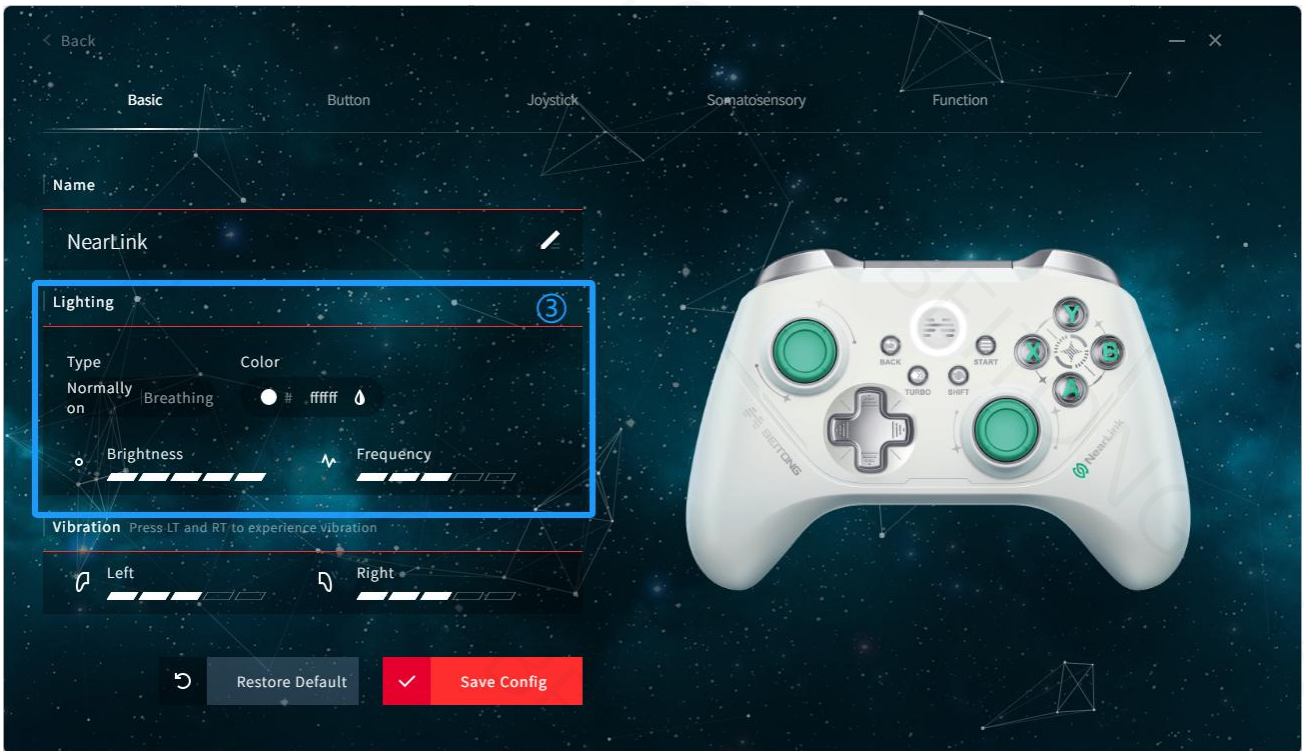 < Back
Basic Button Joystick Somatosensory Function
Name
NearLink
Lighting ③
Type Color
Normally on Breathing # ffffff
Brightness Frequency
Vibration Press LT and RT to experience vibration
Left Right
Restore Default Save Config
Y
X B
A
BACK START
TURBO SHIFT
BEITONG
NearLink